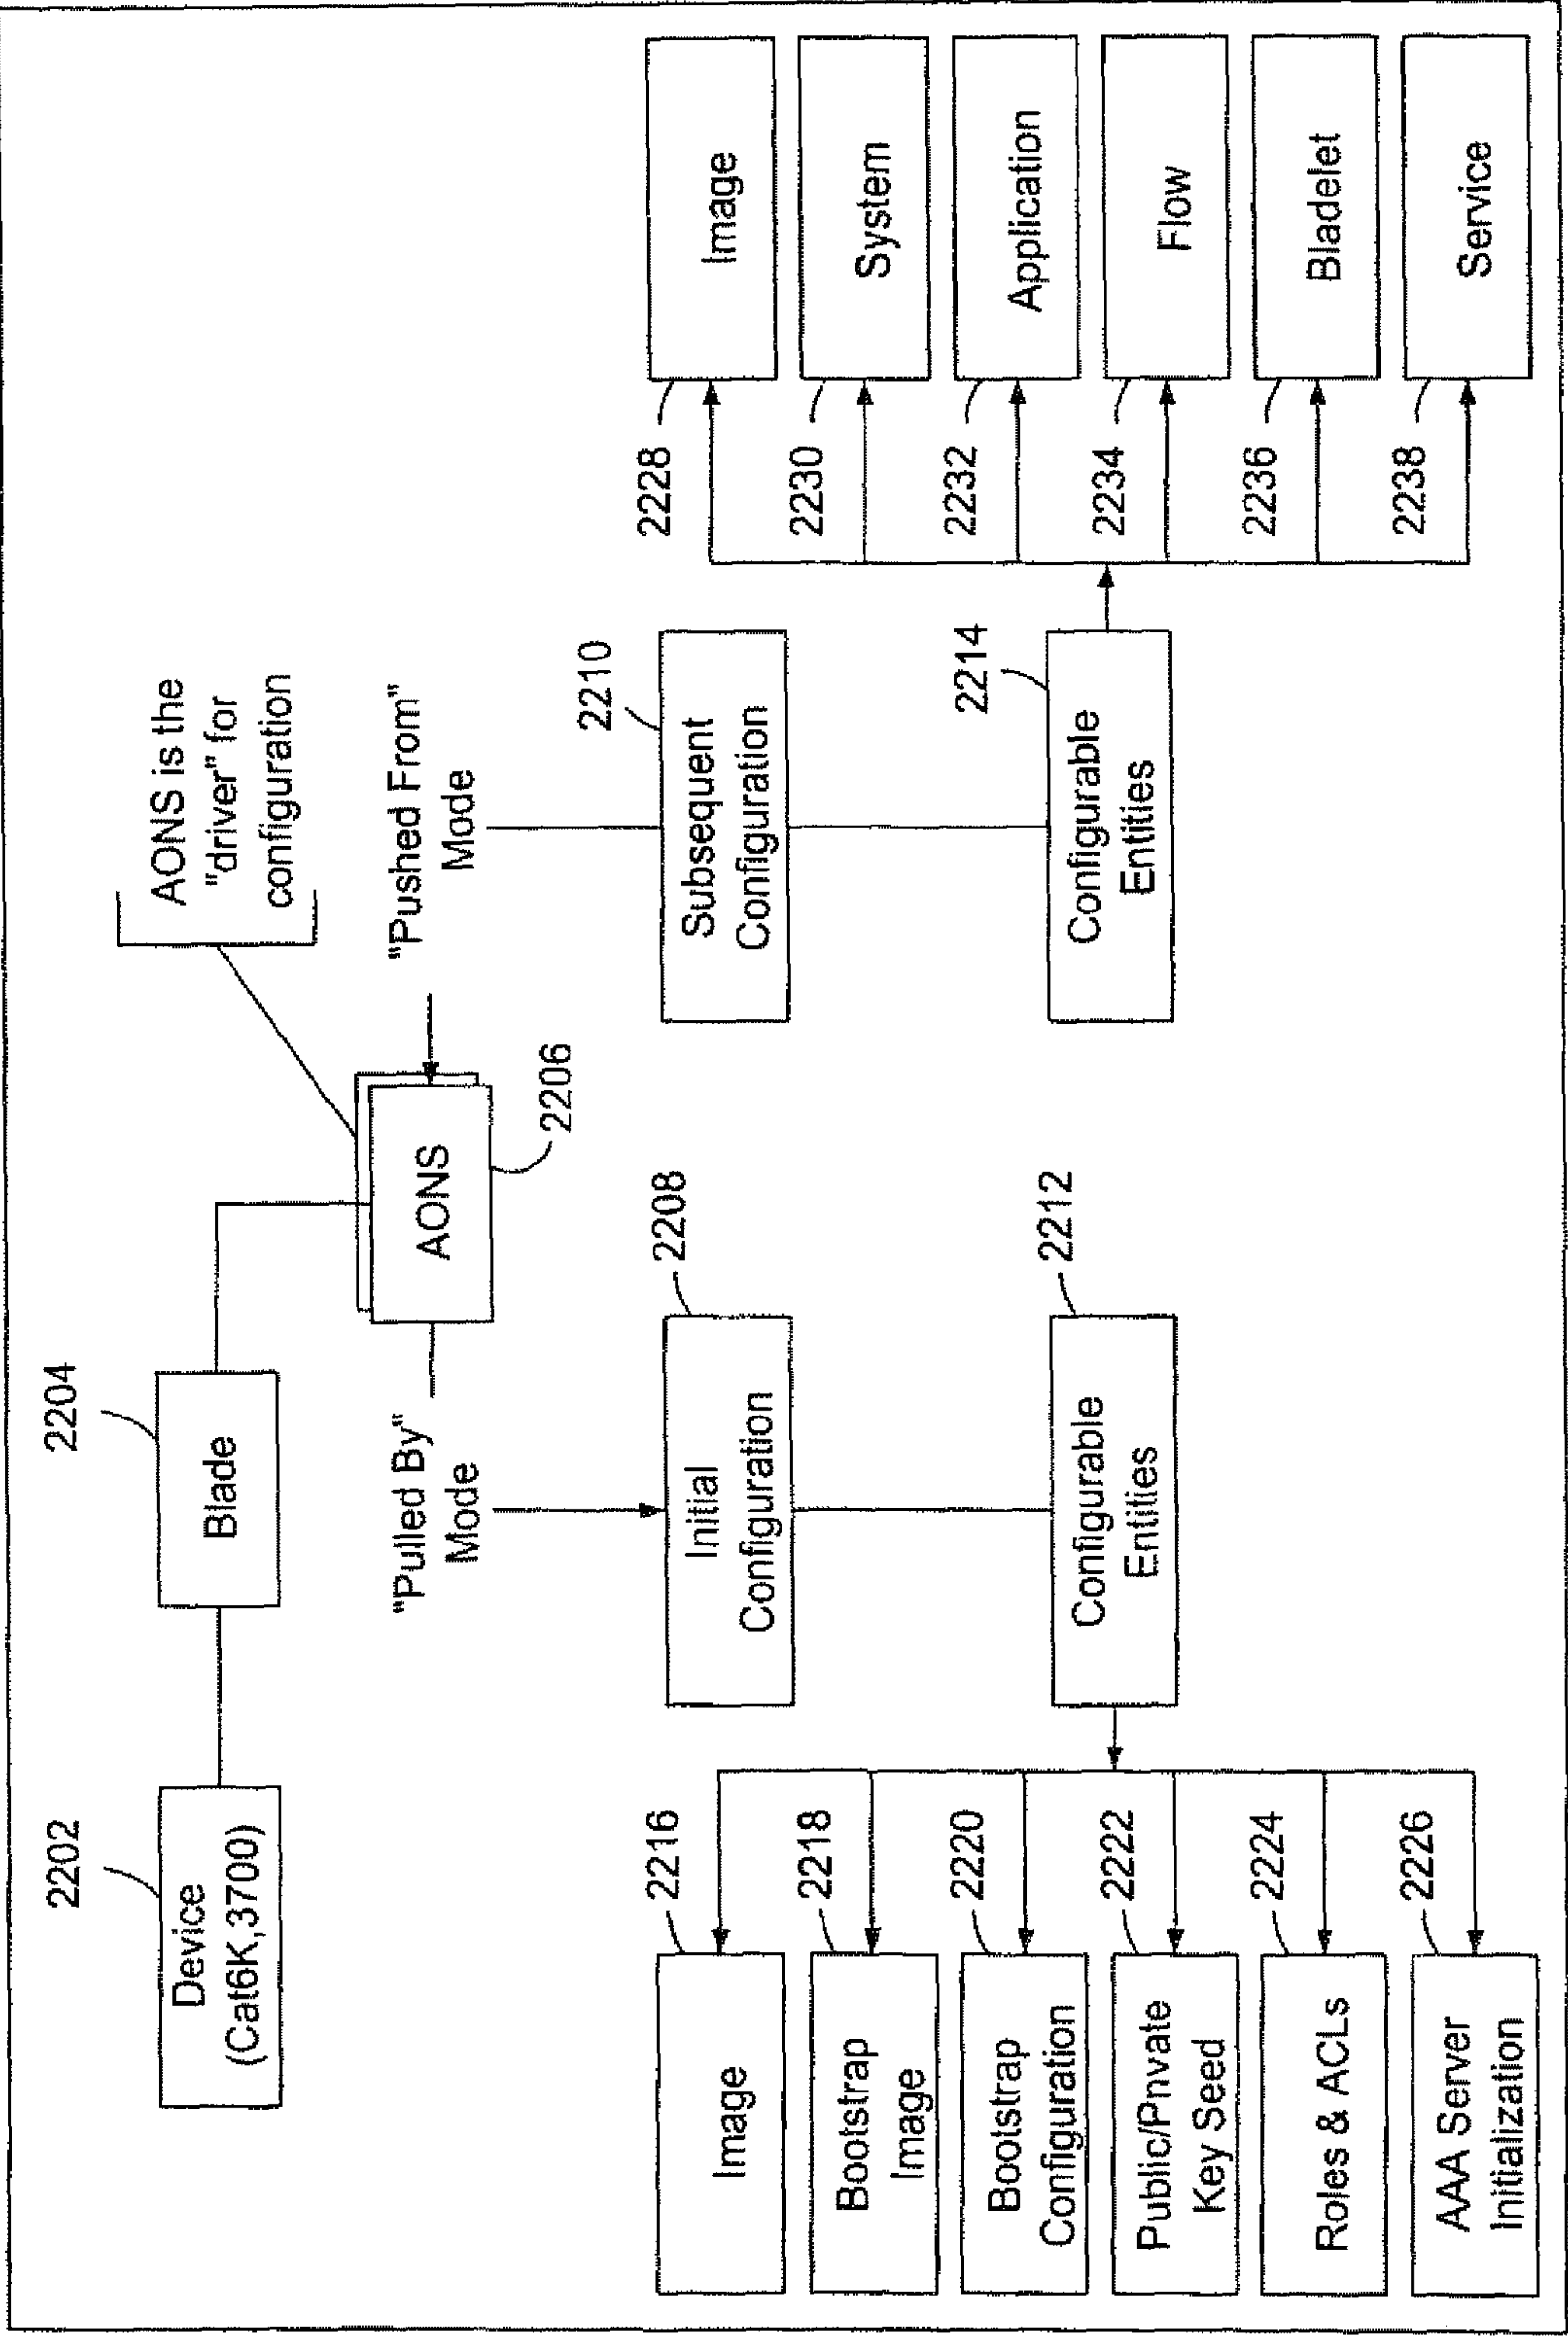 2202
Device
(Cat6K,3700)
2204
Blade
AONS is the
"driver" for
configuration
AONS
2206
"Pulled By"
Mode
"Pushed From"
Mode
2208
Initial
Configuration
2210
Subsequent
Configuration
2212
Configurable
Entities
2214
Configurable
Entities
2216
Image
2218
Bootstrap
Image
2220
Bootstrap
Configuration
2222
Public/Private
Key Seed
2224
Roles & ACLs
2226
AAA Server
Initialization
2228
Image
2230
System
2232
Application
2234
Flow
2236
Bladelet
2238
Service